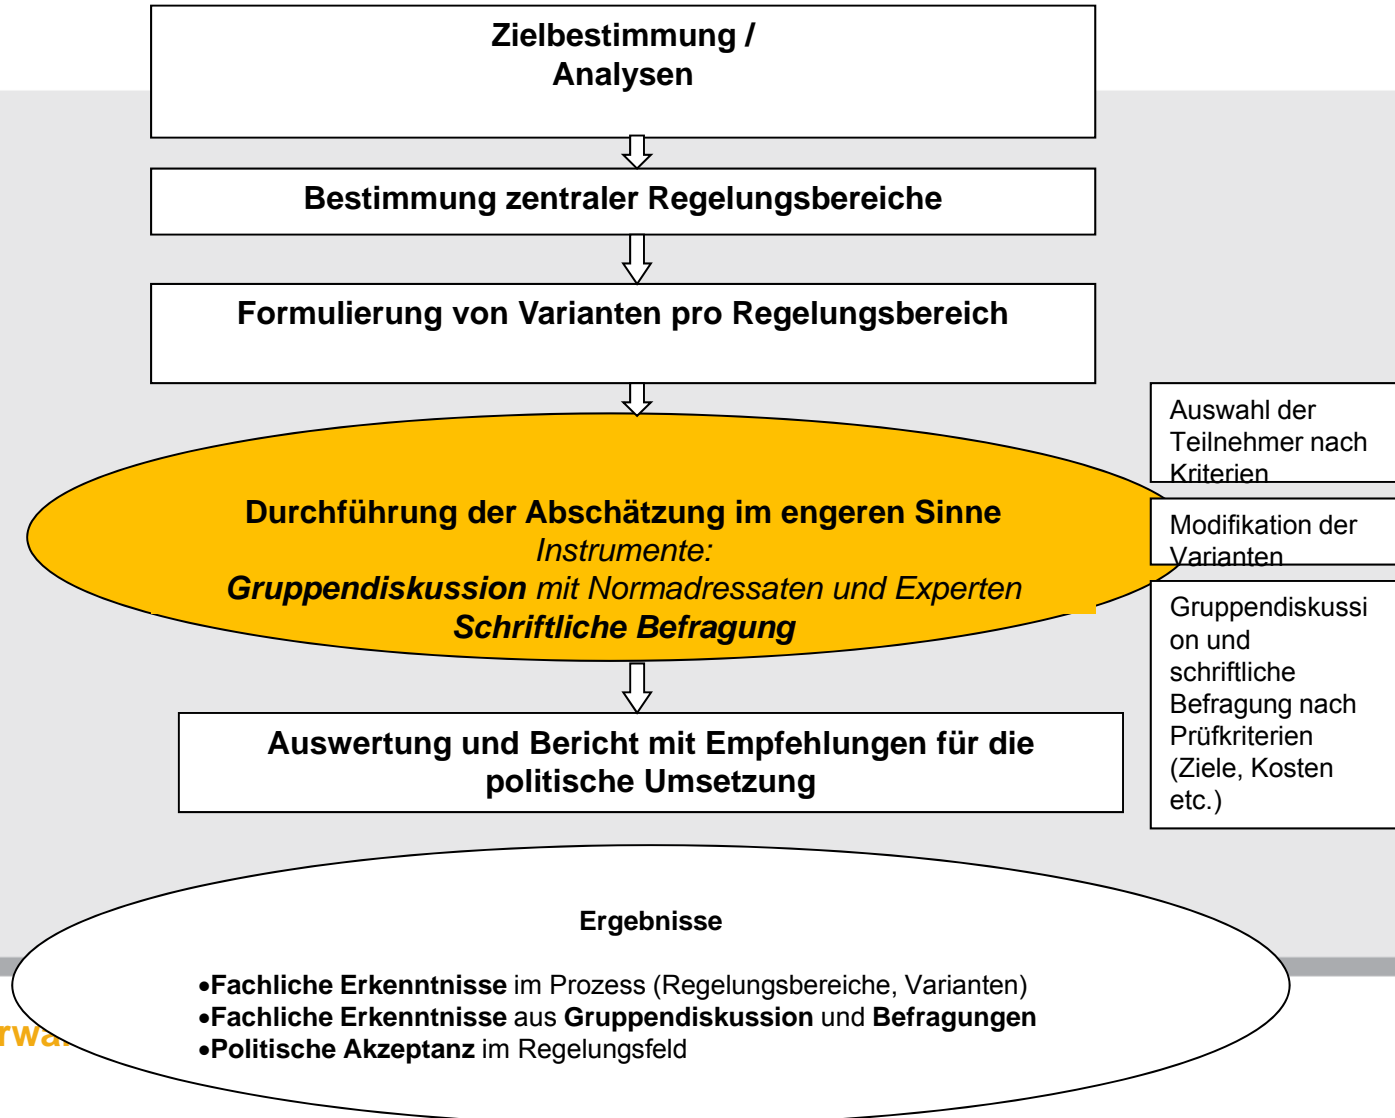 Zielbestimmung /
Analysen
Bestimmung zentraler Regelungsbereiche
Formulierung von Varianten pro Regelungsbereich
Durchführung der Abschätzung im engeren Sinne
Instrumente:
Gruppendiskussion mit Normadressaten und Experten
Schriftliche Befragung
Auswahl der
Teilnehmer nach
Kriterien
Modifikation der
Varianten
Gruppendiskussi
on und
schriftliche
Befragung nach
Prüfkriterien
(Ziele, Kosten
etc.)
Auswertung und Bericht mit Empfehlungen für die
politische Umsetzung
Ergebnisse
•Fachliche Erkenntnisse im Prozess (Regelungsbereiche, Varianten)
•Fachliche Erkenntnisse aus Gruppendiskussion und Befragungen
•Politische Akzeptanz im Regelungsfeld